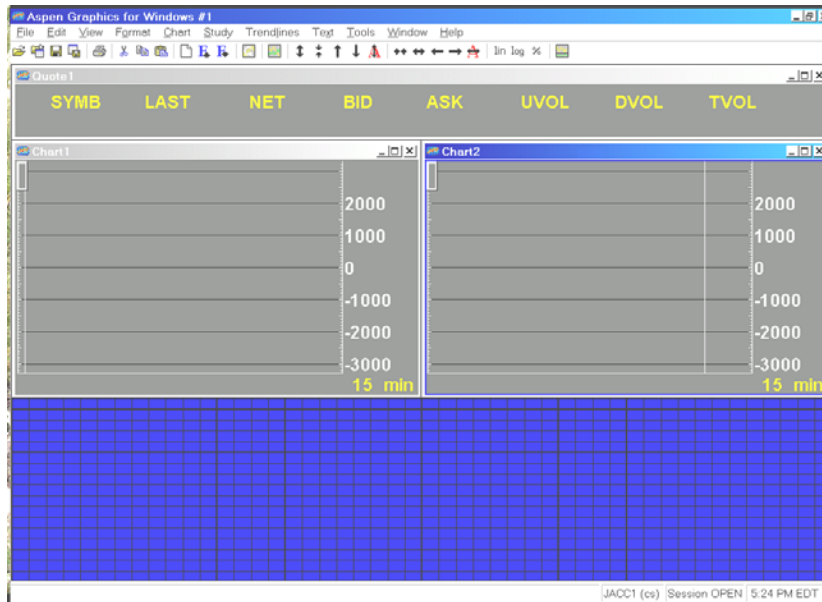 Aspen Graphics for Windows #1
File Edit View Format Chart Study Trendlines Text Tools Window Help
lin log %
Quote1
SYMB LAST NET BID ASK UVOL DVOL TVOL
Chart1
2000
1000
0
-1000
-2000
-3000
15 min
Chart2
2000
1000
0
-1000
-2000
-3000
15 min
JACC1 (cs) Session OPEN 5:24 PM EDT